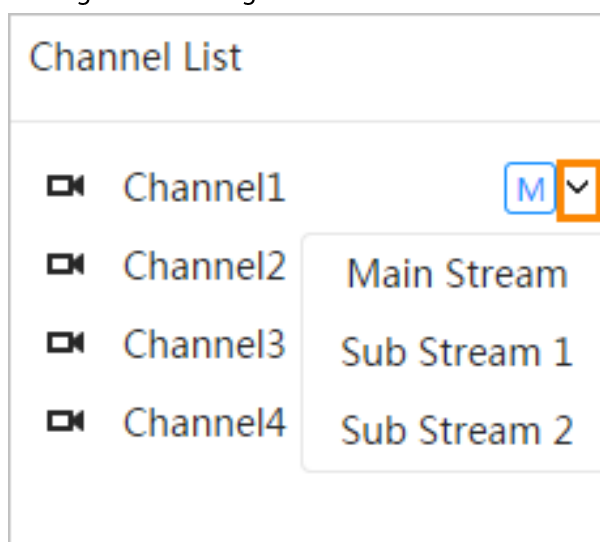 Channel List
Channel1 M
Channel2
Main Stream
Channel3
Sub Stream 1
Channel4
Sub Stream 2